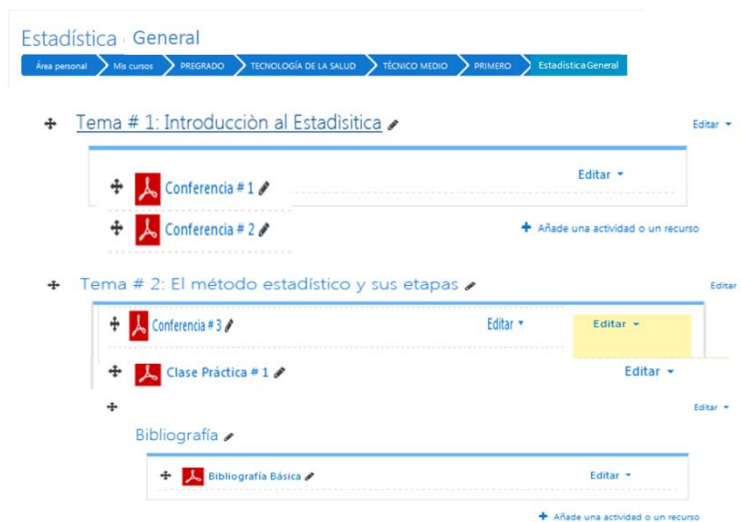 Estadística General
Área personal Mis cursos PREGRADO TECNOLOGÍA DE LA SALUD TÉCNICO MEDIO PRIMERO Estadística General
Tema # 1: Introducciòn al Estadìsitica Editar
Conferencia # 1 Editar
Conferencia # 2 Añade una actividad o un recurso
Tema # 2: El método estadístico y sus etapas Editar
Conferencia # 3 Editar Editar
Clase Práctica # 1 Editar
Editar
Bibliografía
Bibliografía Básica Editar
Añade una actividad o un recurso